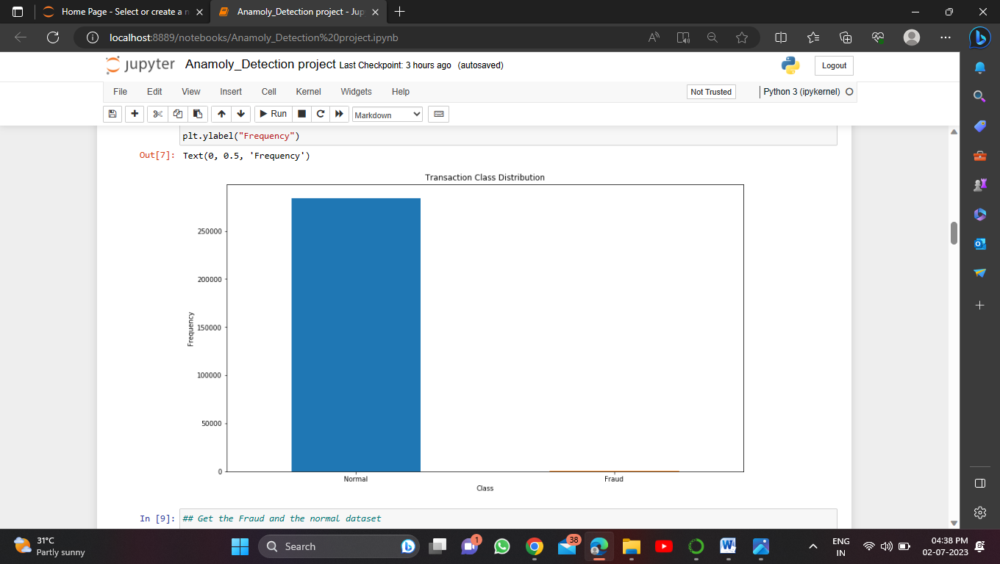 Home Page - Select or create a n
Anamoly_Detection project - Jup
localhost:8889/notebooks/Anamoly_Detection%20project.ipynb
jupyter Anamoly_Detection project Last Checkpoint: 3 hours ago (autosaved)
Logout
File Edit View Insert Cell Kernel Widgets Help
Not Trusted
Python 3 (ipykernel)
Run
Markdown
plt.ylabel("Frequency")
Out[7]: Text(0, 0.5, 'Frequency')
Transaction Class Distribution
250000
200000
150000
100000
50000
0
Frequency
Normal
Fraud
Class
In [9]: ## Get the Fraud and the normal dataset
31°C
Partly sunny
Search
1
38
ENG
IN
04:38 PM
02-07-2023